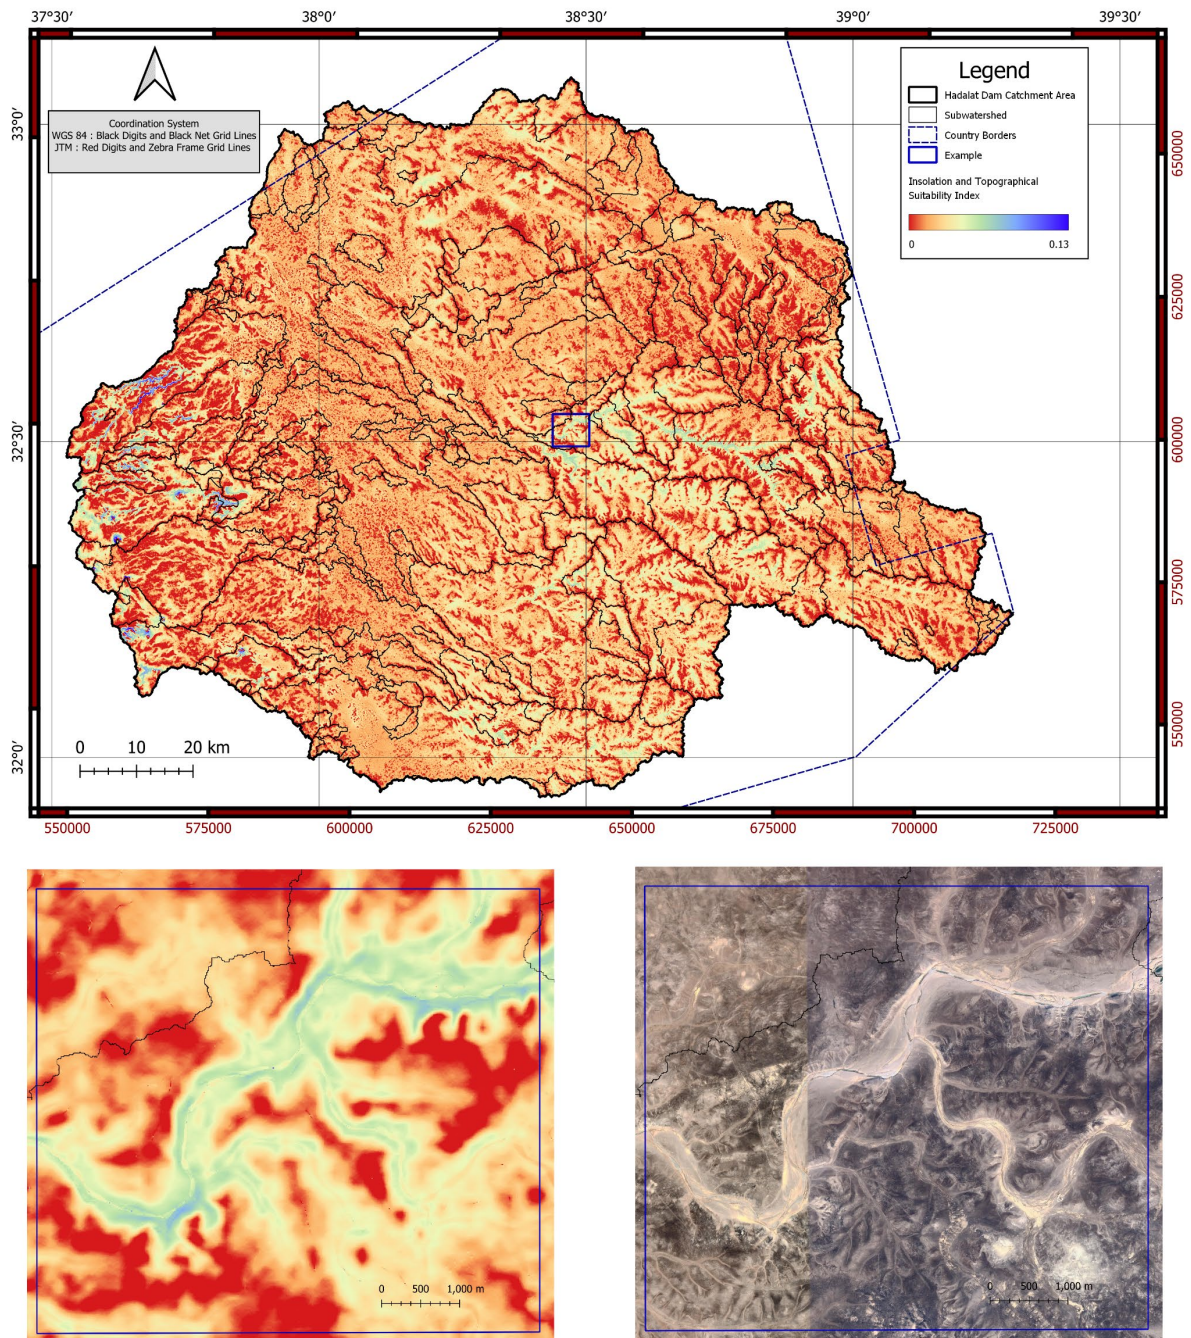 37°30′ 38°0′ 38°30′ 39°0′ 39°30′
Legend
Hadalat Dam Catchment Area
Subwatershed
Country Borders
Example
Insolation and Topographical
Suitability Index
0 0.13
Coordination System
WGS 84 : Black Digits and Black Net Grid Lines
JTM : Red Digits and Zebra Frame Grid Lines
33°0′
32°30′
32°0′
650000
625000
600000
575000
550000
0 10 20 km
550000 575000 600000 625000 650000 675000 700000 725000
0 500 1,000 m
0 500 1,000 m